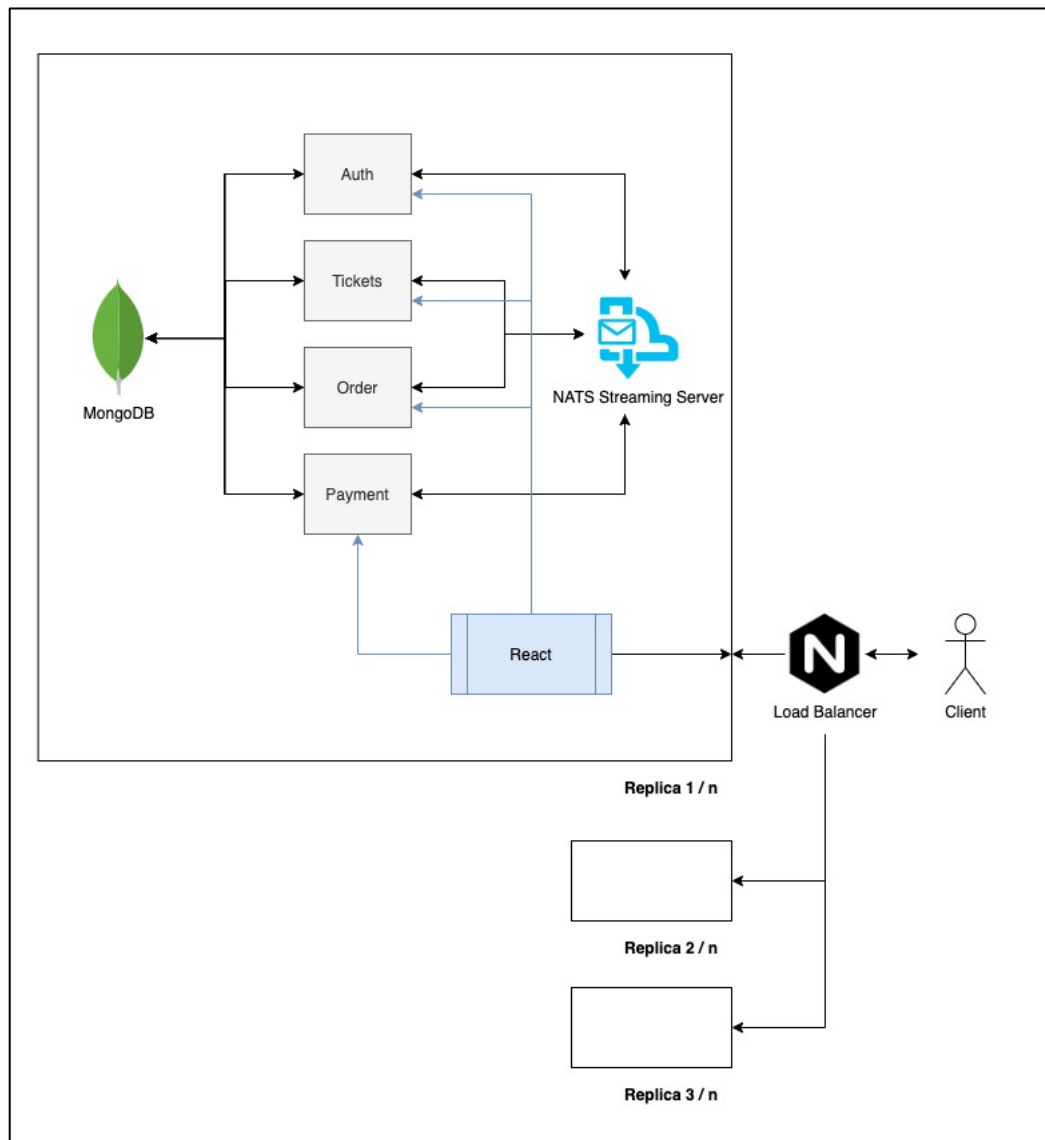 Auth
Tickets
Order
Payment
MongoDB
NATS Streaming Server
React
Load Balancer
Client
Replica 1 / n
Replica 2 / n
Replica 3 / n